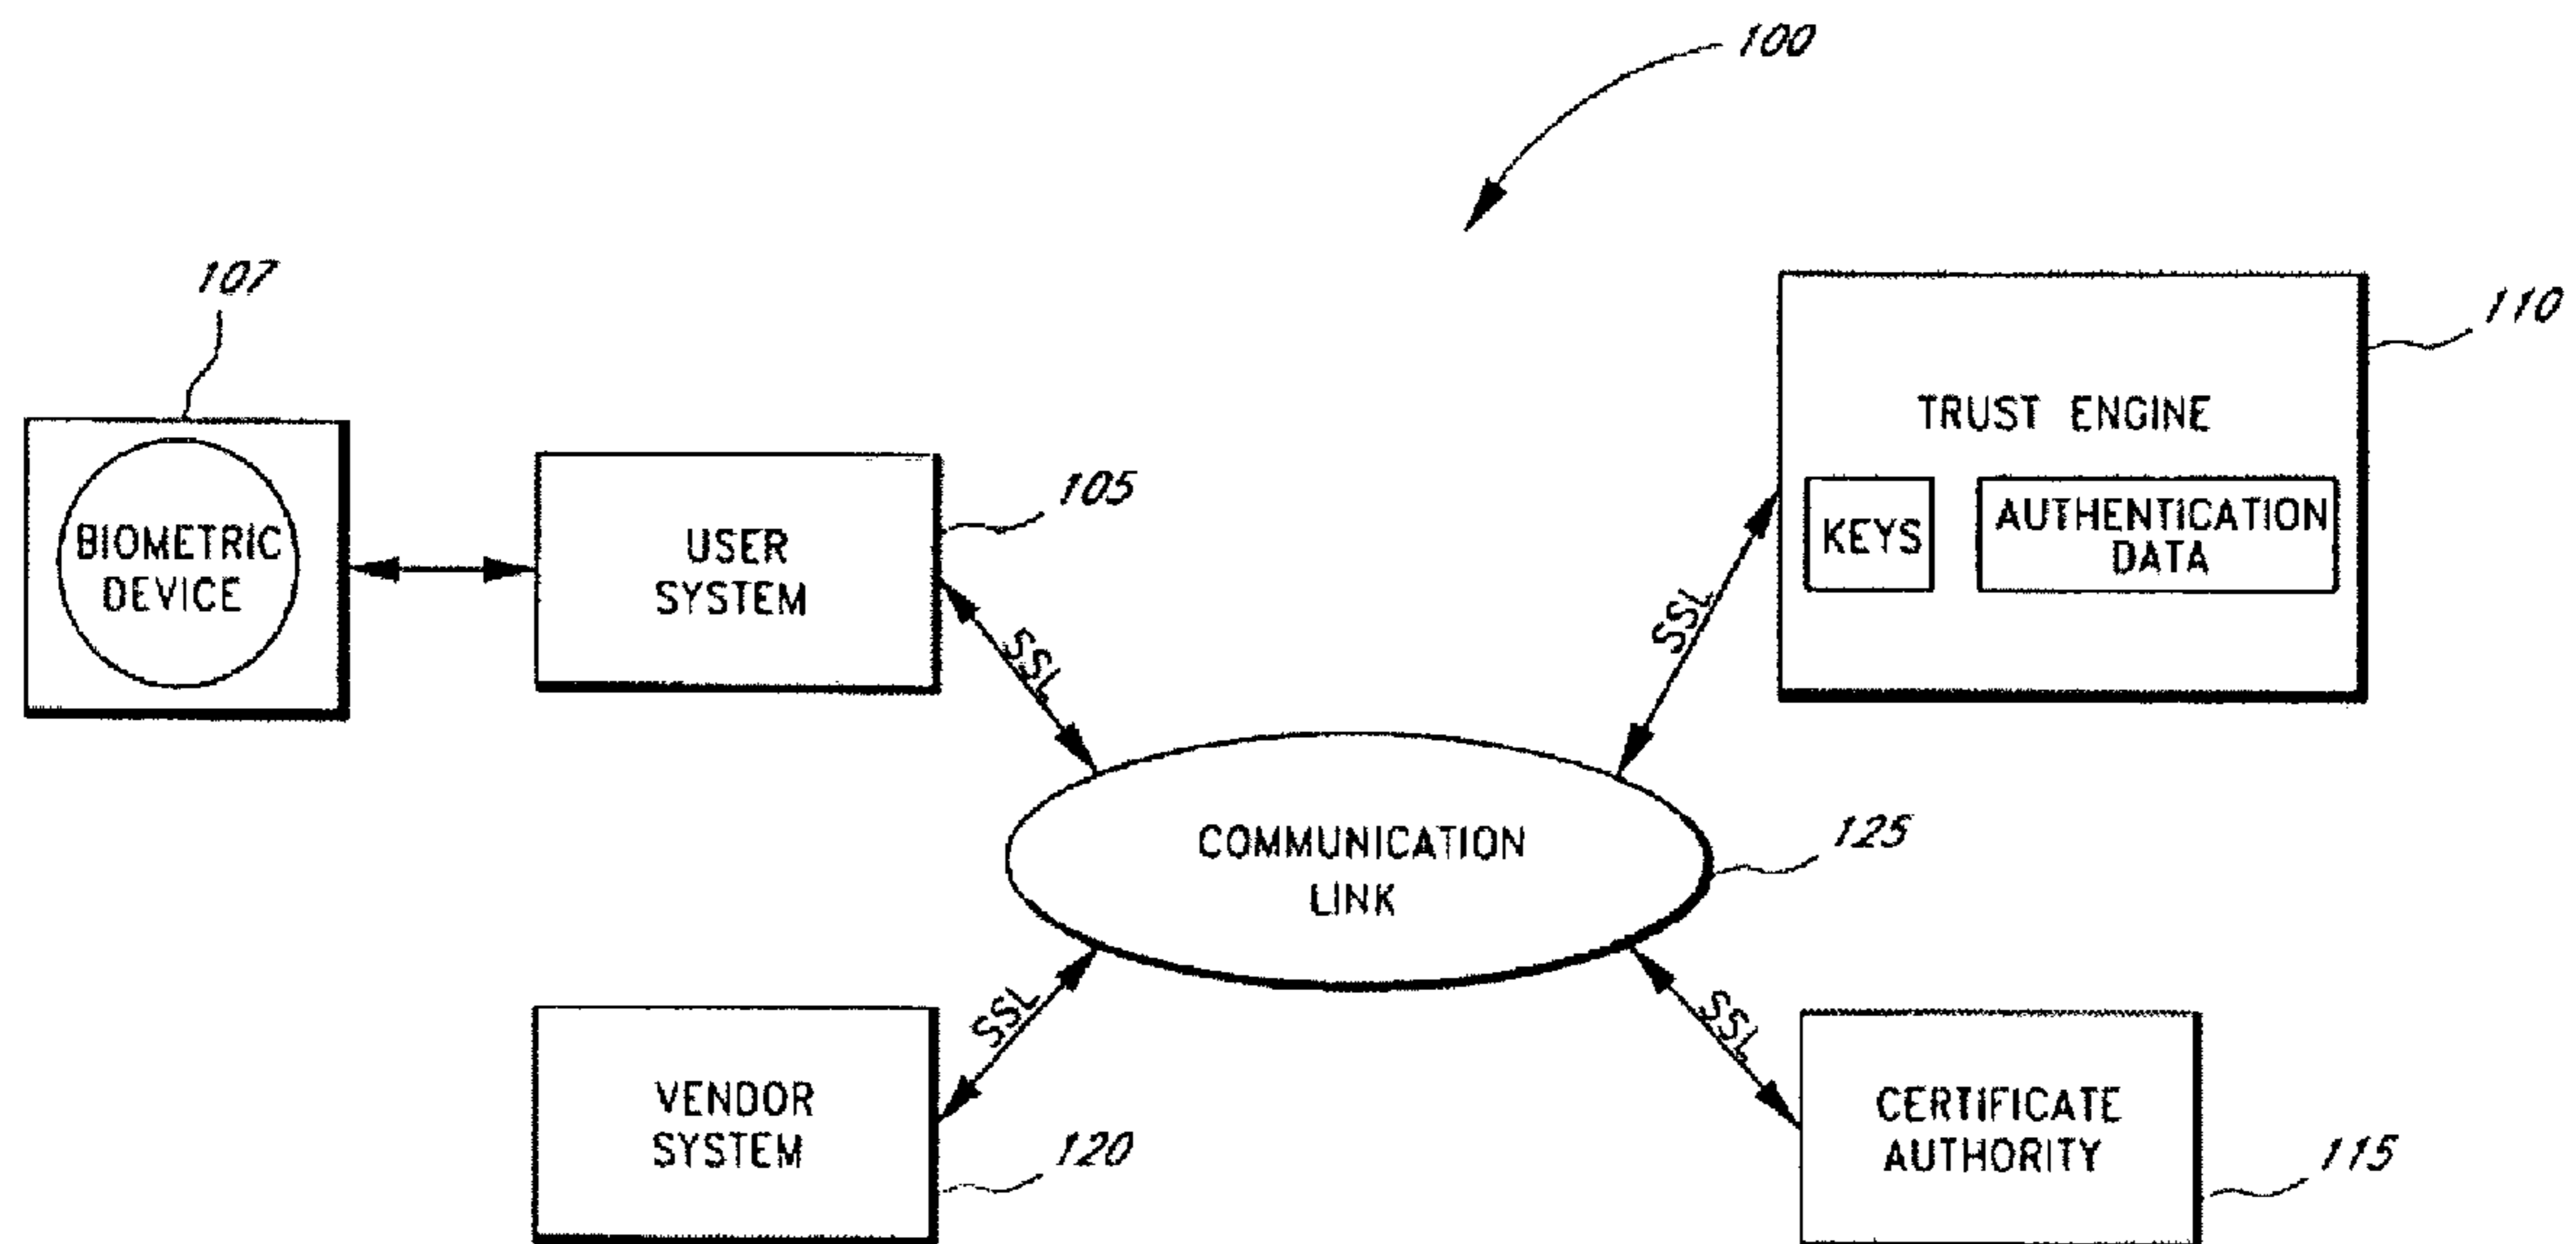 100
107
110
TRUST ENGINE
KEYS
AUTHENTICATION
DATA
105
BIOMETRIC
DEVICE
USER
SYSTEM
SSL
SSL
COMMUNICATION
LINK
125
SSL
SSL
VENDOR
SYSTEM
120
CERTIFICATE
AUTHORITY
115